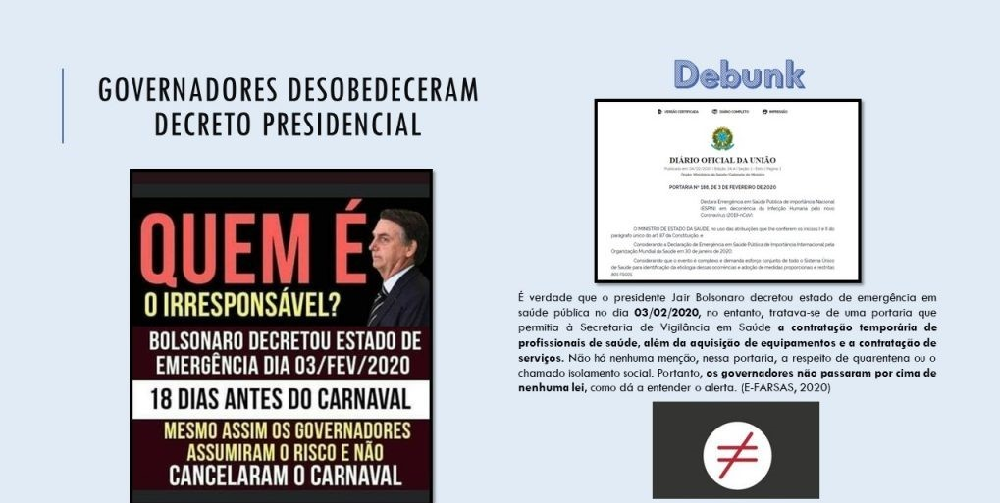 GOVERNADORES DESOBEDECERAM
DECRETO PRESIDENCIAL
QUEM É
O IRRESPONSÁVEL?
BOLSONARO DECRETOU ESTADO DE
EMERGÊNCIA DIA 03/FEV/2020
18 DIAS ANTES DO CARNAVAL
MESMO ASSIM OS GOVERNADORES
ASSUMIRAM O RISCO E NÃO
CANCELARAM O CARNAVAL
Debunk
VERSÃO CERTIFICADA DIÁRIO COMPLETO IMPRESSÃO
DIÁRIO OFICIAL DA UNIÃO
Publicado em: 04/02/2020 | Edição: 24-A | Seção: 1 - Extra | Página: 1
Órgão: Ministério da Saúde/Gabinete do Ministro
PORTARIA Nº 188, DE 3 DE FEVEREIRO DE 2020
Declara Emergência em Saúde Pública de importância Nacional
(ESPIN) em decorrência da Infecção Humana pelo novo
Coronavírus (2019-nCoV).
O MINISTRO DE ESTADO DA SAÚDE, no uso das atribuições que lhe conferem os incisos I e II do
parágrafo único do art. 87 da Constituição, e
Considerando a Declaração de Emergência em Saúde Pública de Importância Internacional pela
Organização Mundial da Saúde em 30 de janeiro de 2020;
Considerando que o evento é complexo e demanda esforço conjunto de todo o Sistema Único
de Saúde para identificação da etiologia dessas ocorrências e adoção de medidas proporcionais e restritas
aos riscos;
É verdade que o presidente Jair Bolsonaro decretou estado de emergência em
saúde pública no dia 03/02/2020, no entanto, tratava-se de uma portaria que
permitia à Secretaria de Vigilância em Saúde a contratação temporária de
profissionais de saúde, além da aquisição de equipamentos e a contratação de
serviços. Não há nenhuma menção, nessa portaria, a respeito de quarentena ou o
chamado isolamento social. Portanto, os governadores não passaram por cima de
nenhuma lei, como dá a entender o alerta. (E-FARSAS, 2020)